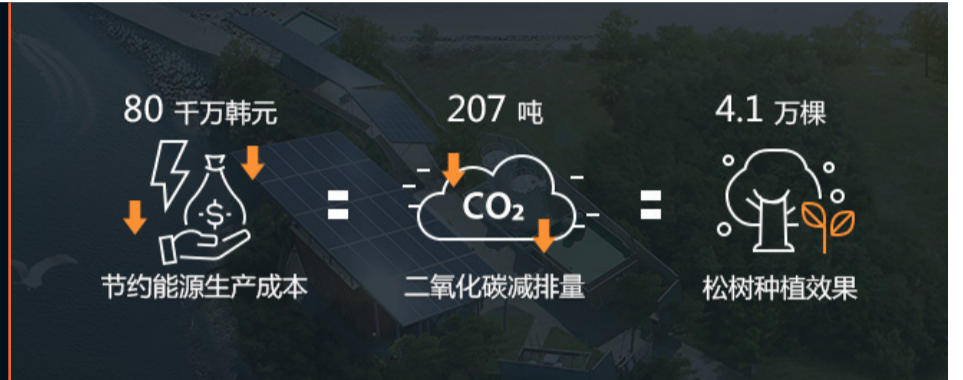 80 千万韩元
207 吨
4.1 万棵
$
CO₂
节约能源生产成本
二氧化碳减排量
松树种植效果